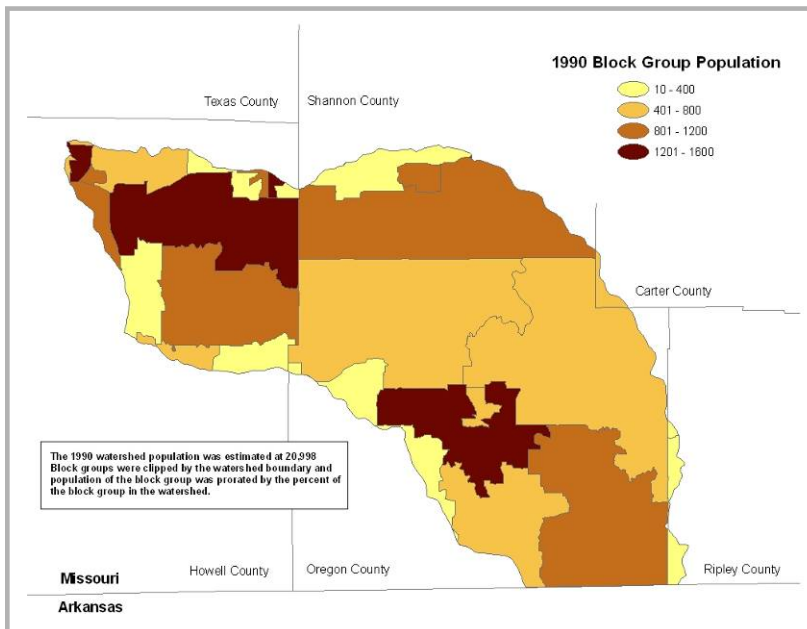 1990 Block Group Population
10 - 400
401 - 800
801 - 1200
1201 - 1600
Texas County
Shannon County
Carter County
The 1990 watershed population was estimated at 20,998
Block groups were clipped by the watershed boundary and
population of the block group was prorated by the percent of
the block group in the watershed.
Missouri
Howell County
Oregon County
Ripley County
Arkansas